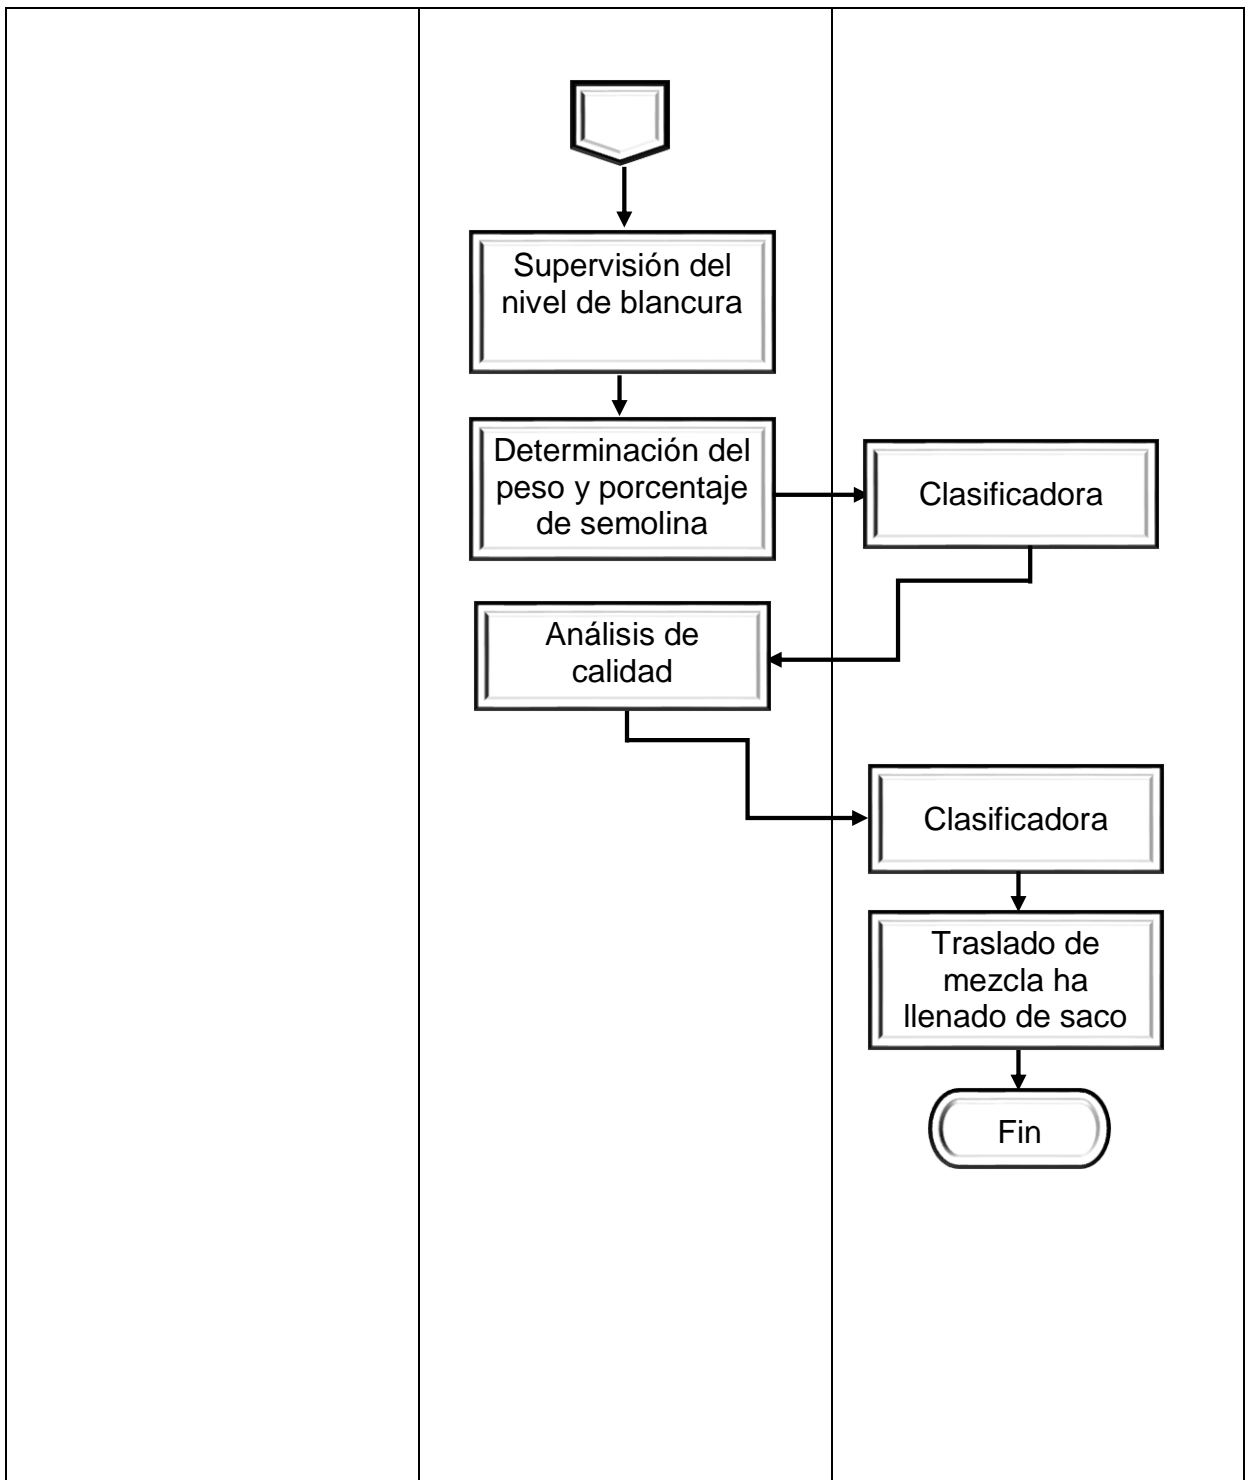 Supervisión del
nivel de blancura
Determinación del
peso y porcentaje
de semolina
Clasificadora
Análisis de
calidad
Clasificadora
Traslado de
mezcla ha
llenado de saco
Fin